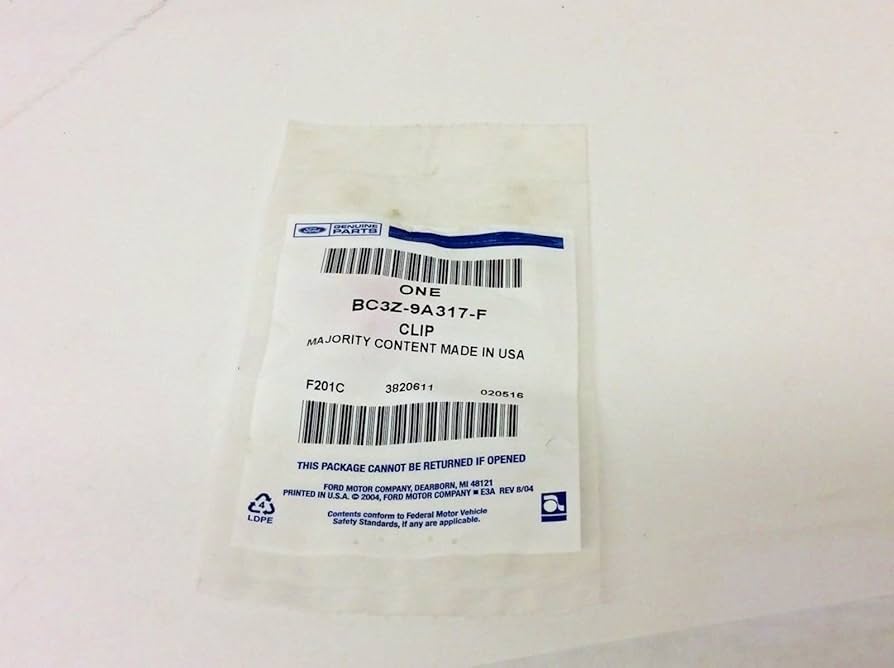 Ford GENUINE
PARTS
ONE
BC3Z-9A317-F
CLIP
MAJORITY CONTENT MADE IN USA
F201C 3820611 020516
THIS PACKAGE CANNOT BE RETURNED IF OPENED
FORD MOTOR COMPANY, DEARBORN, MI 48121
PRINTED IN U.S.A. © 2004, FORD MOTOR COMPANY ■ E3A REV 8/04
Contents conform to Federal Motor Vehicle
Safety Standards, if any are applicable.
4
LDPE